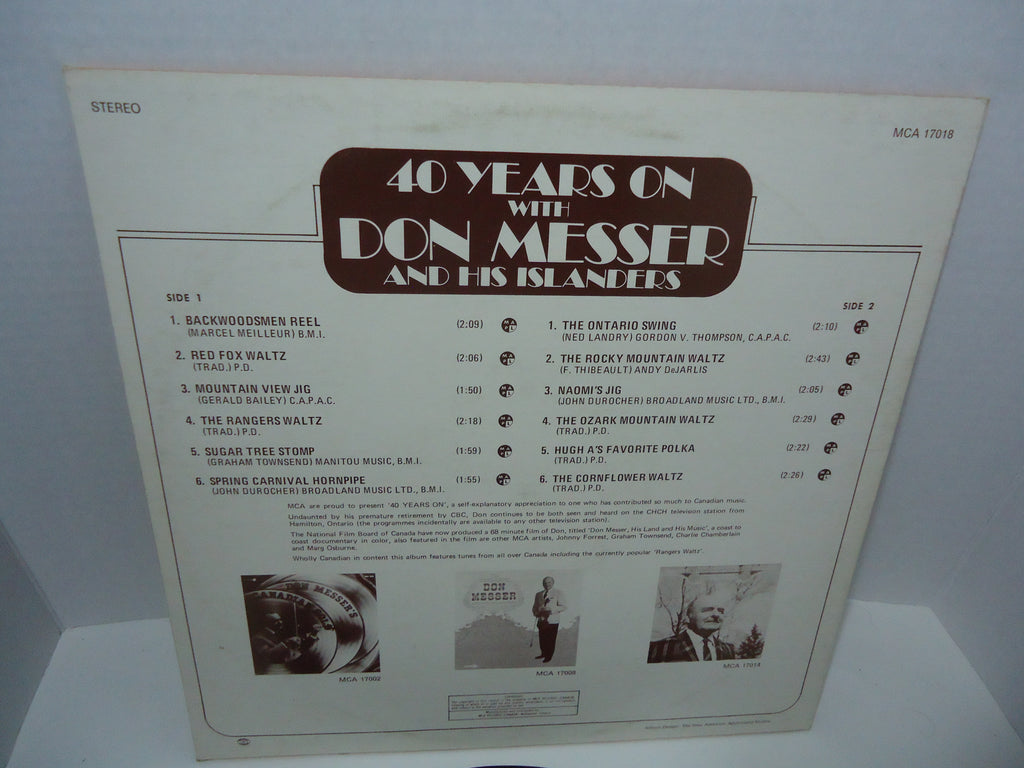 STEREO
MCA 17018
40 YEARS ON
WITH
DON MESSER
AND HIS ISLANDERS
SIDE 1
1. BACKWOODSMEN REEL (2:09)
(MARCEL MEILLEUR) B.M.I.
2. RED FOX WALTZ (2:06)
(TRAD.) P.D.
3. MOUNTAIN VIEW JIG (1:50)
(GERALD BAILEY) C.A.P.A.C.
4. THE RANGERS WALTZ (2:18)
(TRAD.) P.D.
5. SUGAR TREE STOMP (1:59)
(GRAHAM TOWNSEND) MANITOU MUSIC, B.M.I.
6. SPRING CARNIVAL HORNPIPE (1:55)
(JOHN DUROCHER) BROADLAND MUSIC LTD., B.M.I.
SIDE 2
1. THE ONTARIO SWING (2:10)
(NED LANDRY) GORDON V. THOMPSON, C.A.P.A.C.
2. THE ROCKY MOUNTAIN WALTZ (2:43)
(F. THIBEAULT) ANDY DeJARLIS
3. NAOMI'S JIG (2:05)
(JOHN DUROCHER) BROADLAND MUSIC LTD., B.M.I.
4. THE OZARK MOUNTAIN WALTZ (2:29)
(TRAD.) P.D.
5. HUGH A'S FAVORITE POLKA (2:22)
(TRAD.) P.D.
6. THE CORNFLOWER WALTZ (2:26)
(TRAD.) P.D.
MCA are proud to present '40 YEARS ON', a self-explanatory appreciation to one who has contributed so much to Canadian music.
Undaunted by his premature retirement by CBC, Don continues to be both seen and heard on the CHCH television station from
Hamilton, Ontario (the programmes incidentally are available to any other television station).
The National Film Board of Canada have now produced a 68 minute film of Don, titled 'Don Messer, His Land and His Music', a coast to
coast documentary in color, also featured in the film are other MCA artists, Johnny Forrest, Graham Townsend, Charlie Chamberlain
and Marg Osburne.
Wholly Canadian in content this album features tunes from all over Canada including the currently popular 'Rangers Waltz'.
DON MESSER'S
CANADIAN
DON
MESSER
MCA 17002
MCA 17008
MCA 17014